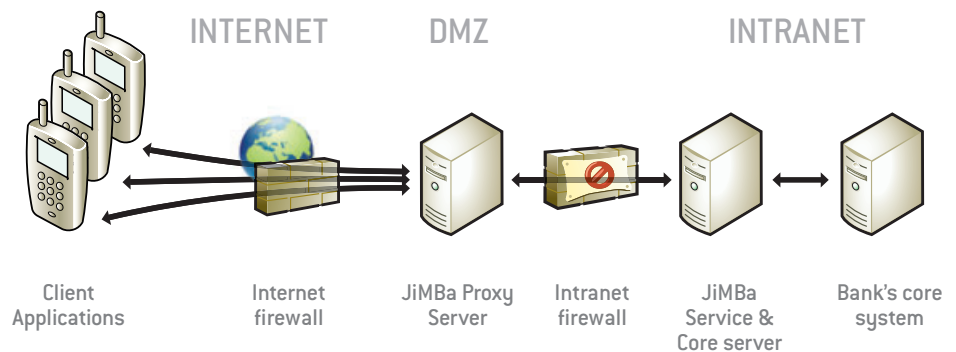 INTERNET
DMZ
INTRANET
Client
Applications
Internet
firewall
JiMBa Proxy
Server
Intranet
firewall
JiMBa
Service &
Core server
Bank's core
system